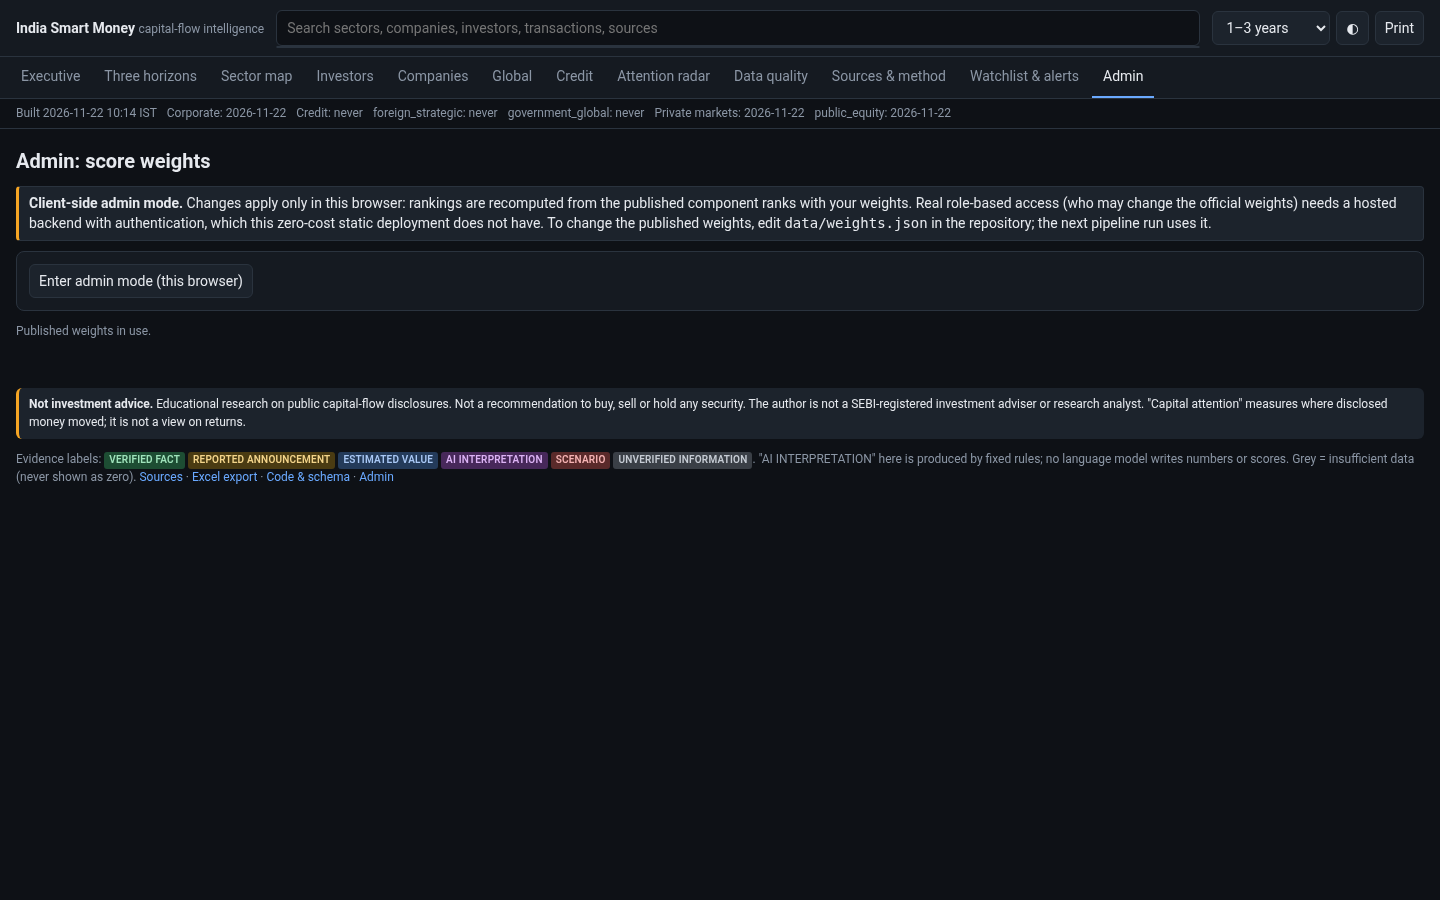 India Smart Money capital-flow intelligence
Search sectors, companies, investors, transactions, sources
1–3 years
Print
Executive Three horizons Sector map Investors Companies Global Credit Attention radar Data quality Sources & method Watchlist & alerts Admin
Built 2026-11-22 10:14 IST Corporate: 2026-11-22 Credit: never foreign_strategic: never government_global: never Private markets: 2026-11-22 public_equity: 2026-11-22
Admin: score weights
Client-side admin mode. Changes apply only in this browser: rankings are recomputed from the published component ranks with your weights. Real role-based access (who may change the official weights) needs a hosted
backend with authentication, which this zero-cost static deployment does not have. To change the published weights, edit data/weights.json in the repository; the next pipeline run uses it.
Enter admin mode (this browser)
Published weights in use.
Not investment advice. Educational research on public capital-flow disclosures. Not a recommendation to buy, sell or hold any security. The author is not a SEBI-registered investment adviser or research analyst. "Capital attention" measures where disclosed
money moved; it is not a view on returns.
Evidence labels: VERIFIED FACT REPORTED ANNOUNCEMENT ESTIMATED VALUE AI INTERPRETATION SCENARIO UNVERIFIED INFORMATION . "AI INTERPRETATION" here is produced by fixed rules; no language model writes numbers or scores. Grey = insufficient data
(never shown as zero). Sources · Excel export · Code & schema · Admin